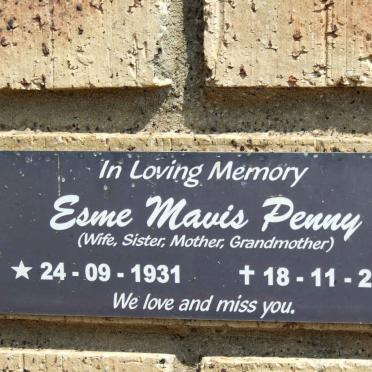 In Loving Memory
Esme Mavis Penny
(Wife, Sister, Mother, Grandmother)
★ 24 - 09 - 1931 ✝ 18 - 11 - 2
We love and miss you.